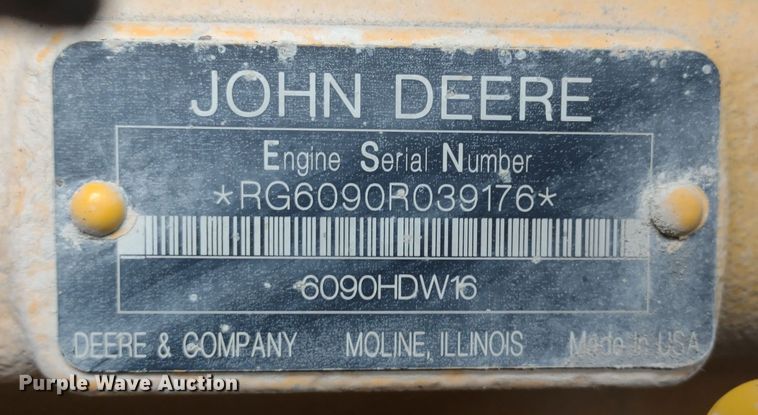 JOHN DEERE
Engine Serial Number
*RG6090R039176*
6090HDW16
DEERE & COMPANY MOLINE, ILLINOIS Made in USA
Purple Wave Auction